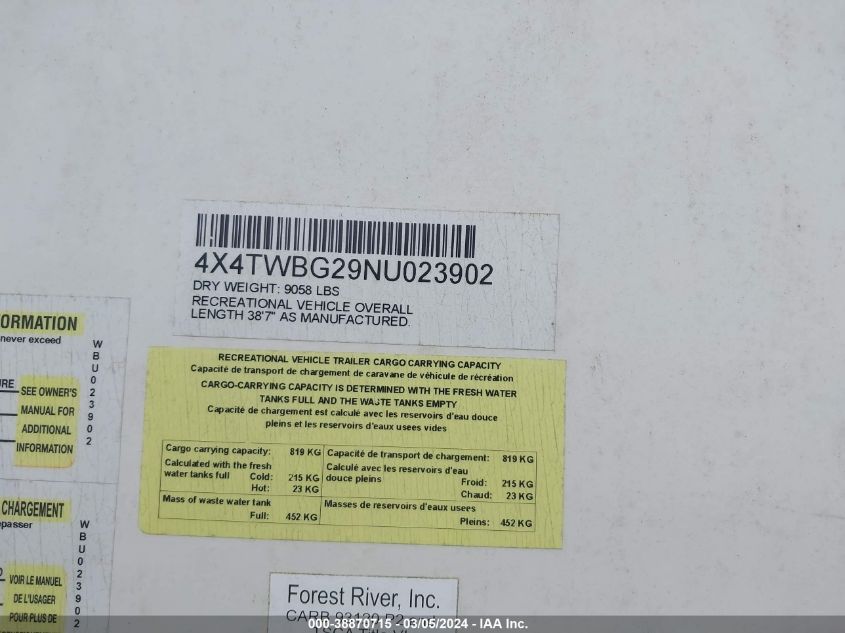 4X4TWBG29NU023902
DRY WEIGHT: 9058 LBS
RECREATIONAL VEHICLE OVERALL
LENGTH 38'7" AS MANUFACTURED.
ORMATION
never exceed
URE
SEE OWNER'S
MANUAL FOR
ADDITIONAL
INFORMATION
WBU023902
RECREATIONAL VEHICLE TRAILER CARGO CARRYING CAPACITY
Capacité de transport de chargement de caravane de véhicule de récréation
CARGO-CARRYING CAPACITY IS DETERMINED WITH THE FRESH WATER
TANKS FULL AND THE WASTE TANKS EMPTY
Capacité de chargement est calculé avec les reservoirs d'eau douce
pleins et les reservoirs d'eaux usees vides
Cargo carrying capacity: 819 KG
Calculated with the fresh
water tanks full Cold: 215 KG
Hot: 23 KG
Mass of waste water tank
Full: 452 KG
Capacité de transport de chargement: 819 KG
Calculé avec les reservoirs d'eau
douce pleins Froid: 215 KG
Chaud: 23 KG
Masses de reservoirs d'eaux usees
Pleins: 452 KG
CHARGEMENT
epasser
VOIR LE MANUEL
DE L'USAGER
POUR PLUS DE
WBU023902
Forest River, Inc.
CARB 93120 P2
TSCA Title VI
000-38870715 - 03/05/2024 - IAA Inc.